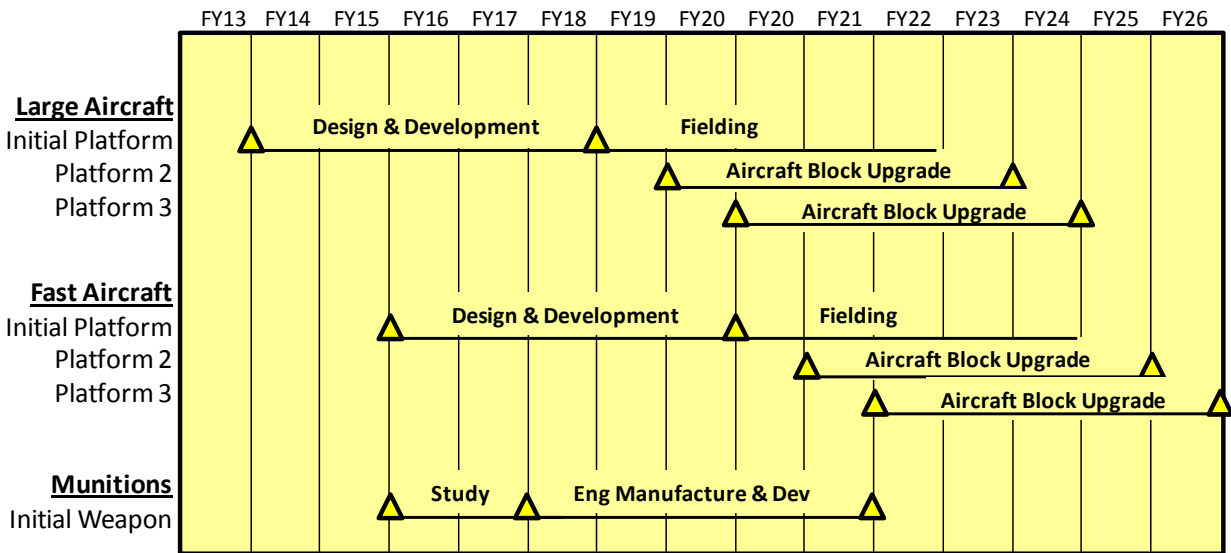 FY13 FY14 FY15 FY16 FY17 FY18 FY19 FY20 FY20 FY21 FY22 FY23 FY24 FY25 FY26
Large Aircraft
Initial Platform Design & Development Fielding
Platform 2 Aircraft Block Upgrade
Platform 3 Aircraft Block Upgrade
Fast Aircraft
Initial Platform Design & Development Fielding
Platform 2 Aircraft Block Upgrade
Platform 3 Aircraft Block Upgrade
Munitions
Initial Weapon Study Eng Manufacture & Dev